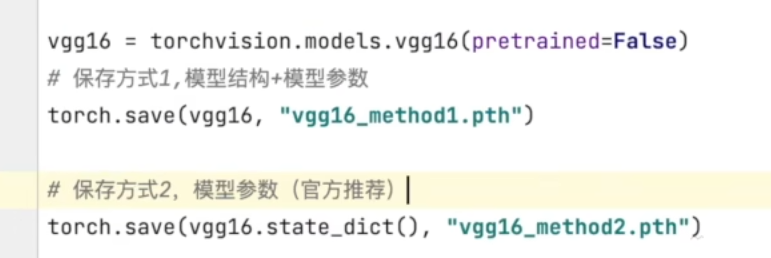 vgg16 = torchvision.models.vgg16(pretrained=False)
# 保存方式1,模型结构+模型参数
torch.save(vgg16, "vgg16_method1.pth")
# 保存方式2，模型参数（官方推荐）
torch.save(vgg16.state_dict(), "vgg16_method2.pth")